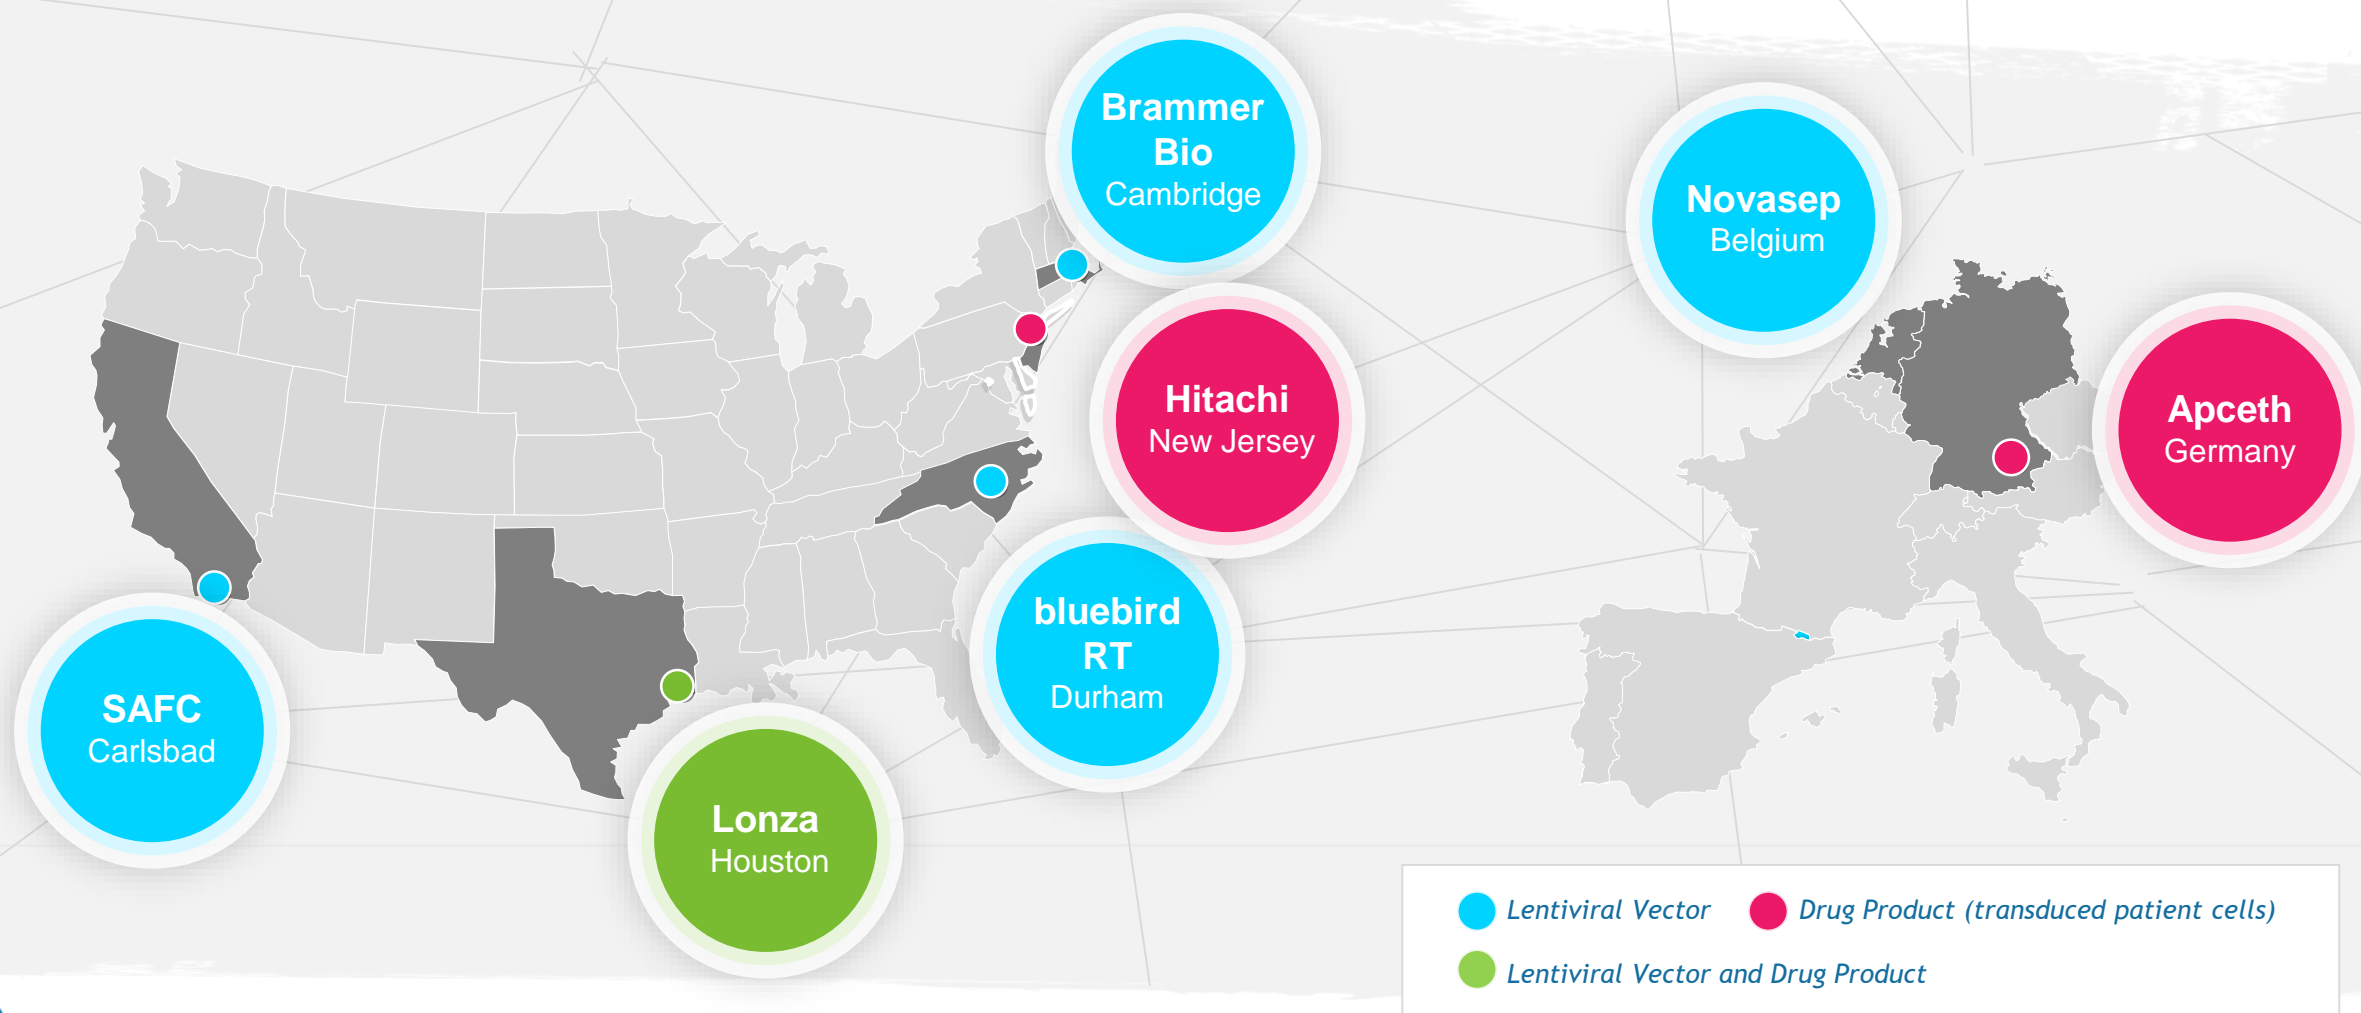 Brammer
Bio
Cambridge
Novasep
Belgium
Hitachi
New Jersey
Apceth
Germany
bluebird
RT
Durham
SAFC
Carlsbad
Lonza
Houston
Lentiviral Vector
Drug Product (transduced patient cells)
Lentiviral Vector and Drug Product